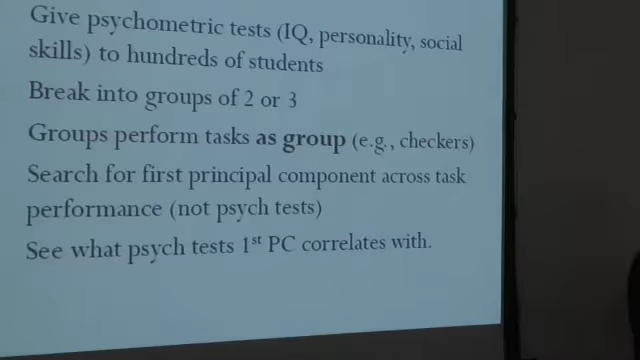 Give psychometric tests (IQ, personality, social
skills) to hundreds of students
Break into groups of 2 or 3
Groups perform tasks as group (e.g., checkers)
Search for first principal component across task
performance (not psych tests)
See what psych tests 1st PC correlates with.